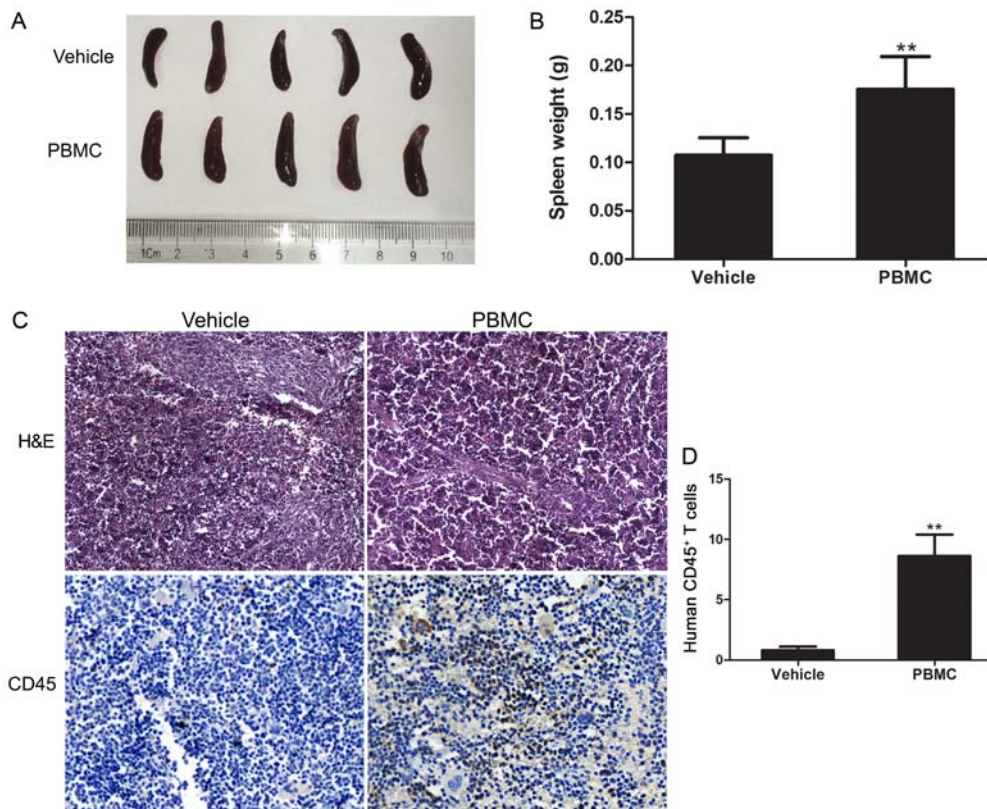 A
Vehicle
PBMC
1Cm 2 3 4 5 6 7 8 9 10
B
Spleen weight (g)
0.25
0.20
0.15
0.10
0.05
0.00
**
Vehicle
PBMC
C
Vehicle
PBMC
H&E
CD45
D
Human CD45⁺ T cells
15
10
5
0
**
Vehicle
PBMC